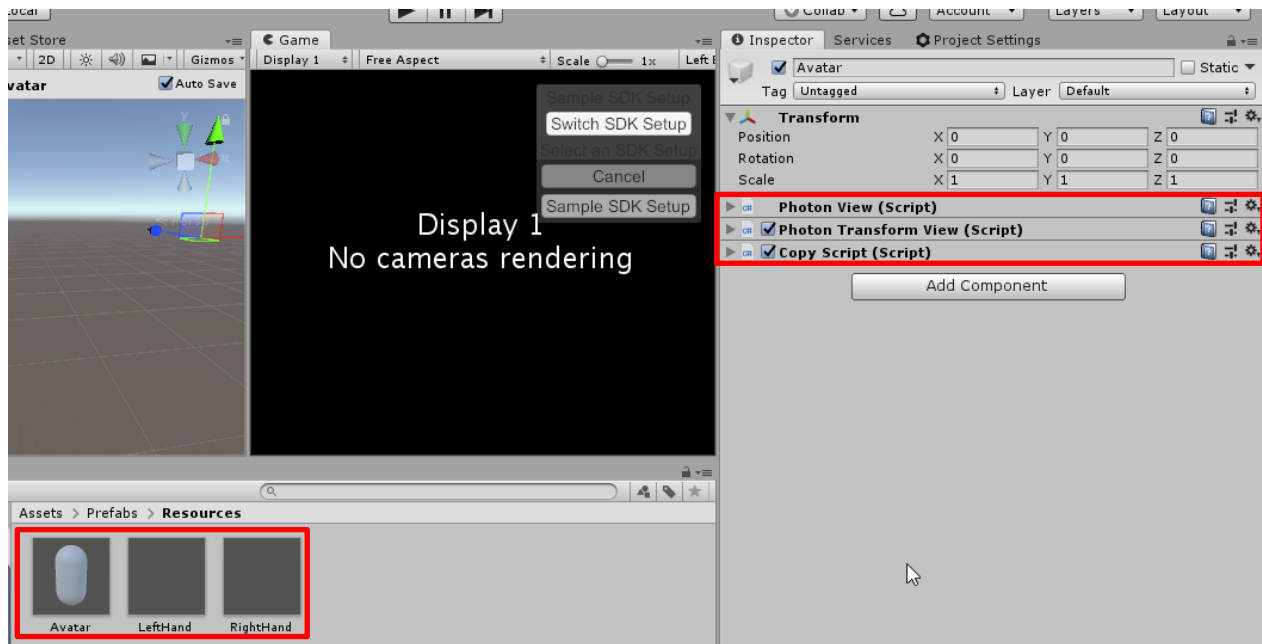 Local
Collab
Account
Layers
Layout
Asset Store
Game
Inspector
Services
Project Settings
2D
Gizmos
Display 1
Free Aspect
Scale
1x
Left
Avatar
Static
Avatar
Auto Save
Tag
Untagged
Layer
Default
Sample SDK Setup
Switch SDK Setup
Select an SDK Setup
Cancel
Sample SDK Setup
Transform
Position X 0 Y 0 Z 0
Rotation X 0 Y 0 Z 0
Scale X 1 Y 1 Z 1
y
x
Persp
Photon View (Script)
Photon Transform View (Script)
Copy Script (Script)
Display 1
No cameras rendering
Add Component
Assets > Prefabs > Resources
Avatar
LeftHand
RightHand